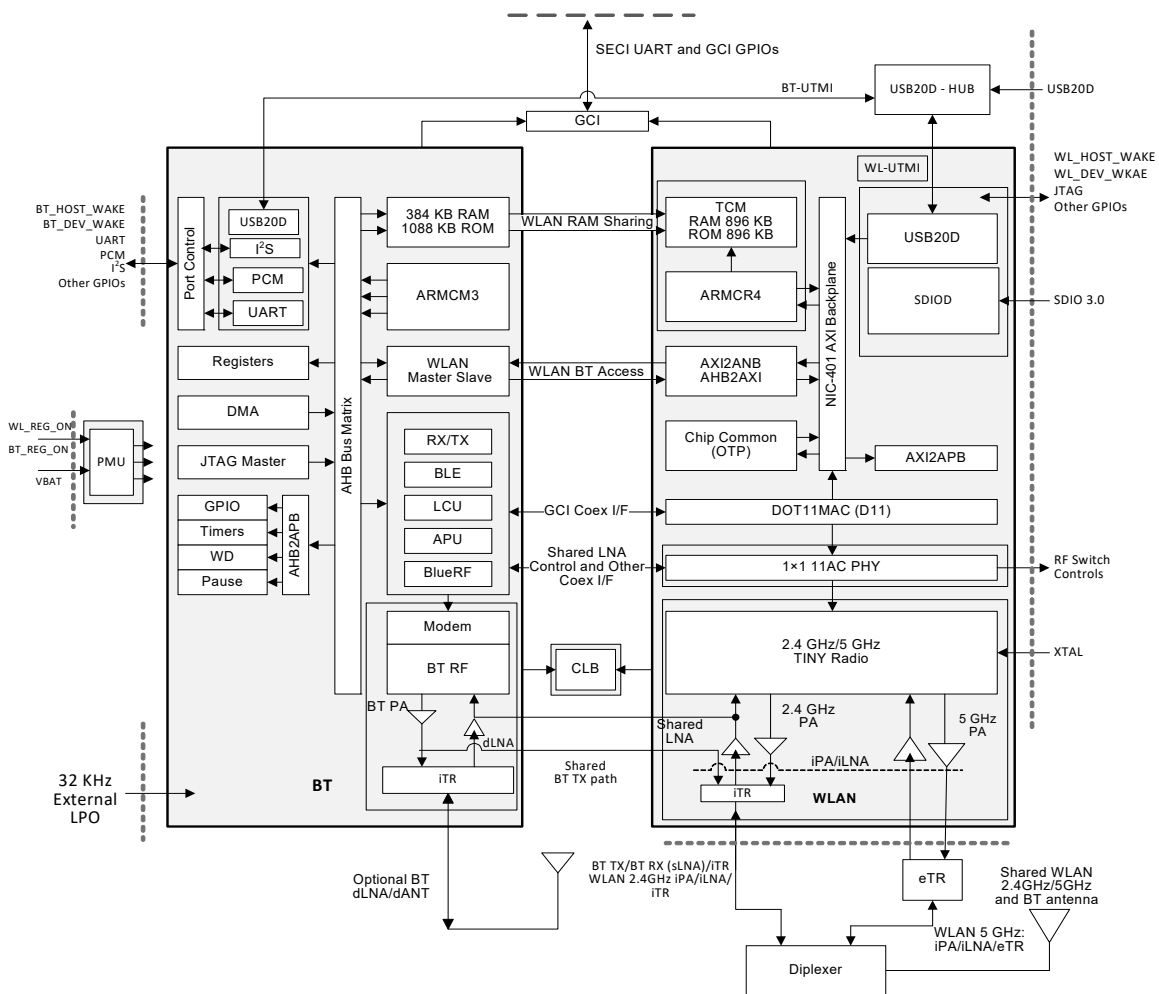 SECI UART and GCI GPIOs
BT-UTMI
USB20D - HUB
USB20D
GCI
WL-UTMI
WL_HOST_WAKE
WL_DEV_WKAE
JTAG
Other GPIOs
BT_HOST_WAKE
BT_DEV_WAKE
UART
PCM
I²S
Other GPIOs
Port Control
USB20D
I²S
PCM
UART
384 KB RAM
1088 KB ROM
WLAN RAM Sharing
TCM
RAM 896 KB
ROM 896 KB
USB20D
ARMCM3
ARMCR4
SDIOD
SDIO 3.0
NIC-401 AXI Backplane
AHB Bus Matrix
Registers
WLAN
Master Slave
WLAN BT Access
AXI2ANB
AHB2AXI
DMA
WL_REG_ON
BT_REG_ON
VBAT
PMU
JTAG Master
RX/TX
BLE
LCU
APU
BlueRF
Chip Common
(OTP)
AXI2APB
GPIO
Timers
WD
Pause
AHB2APB
GCI Coex I/F
DOT11MAC (D11)
Shared LNA
Control and Other
Coex I/F
1×1 11AC PHY
RF Switch
Controls
Modem
BT RF
CLB
2.4 GHz/5 GHz
TINY Radio
XTAL
BT PA
dLNA
Shared
LNA
2.4 GHz
PA
5 GHz
PA
Shared
BT TX path
iPA/iLNA
iTR
iTR
BT
WLAN
32 KHz
External
LPO
Optional BT
dLNA/dANT
BT TX/BT RX (sLNA)/iTR
WLAN 2.4GHz iPA/iLNA/
iTR
eTR
Shared WLAN
2.4GHz/5GHz
and BT antenna
WLAN 5 GHz:
iPA/iLNA/eTR
Diplexer